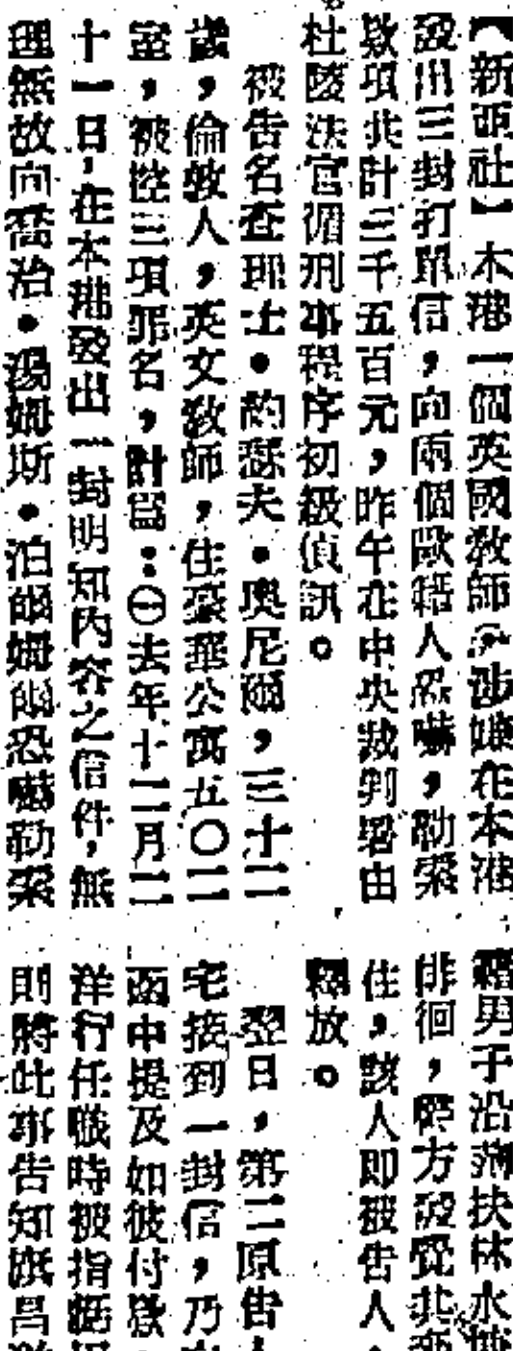 【新亞社】本港一個英國教師，涉嫌在本港
發出三封打單信，向兩個歐籍人恐嚇，勒索
款項共計三千五百元，昨午在中央裁判署由
杜陵法官循刑事程序初級偵訊。
被告名查理士•約瑟夫•奧尼爾，三十二
歲，倫敦人，英文教師，住豪華公寓五〇二
室，被控三項罪名，計爲：㊀去年十二月二
十一日，在本港發出一封明知內容之信件，無
理無故向喬治•湯姆斯•泊 姆 恐嚇勒索
籍男子沿 扶林水塘
徘徊，警方發覺其
住，該人即被告人
釋放。
翌日，第二原告
宅接到一封信，乃
函中提及如彼付款
洋行任職時被指
則將此事告知旗昌